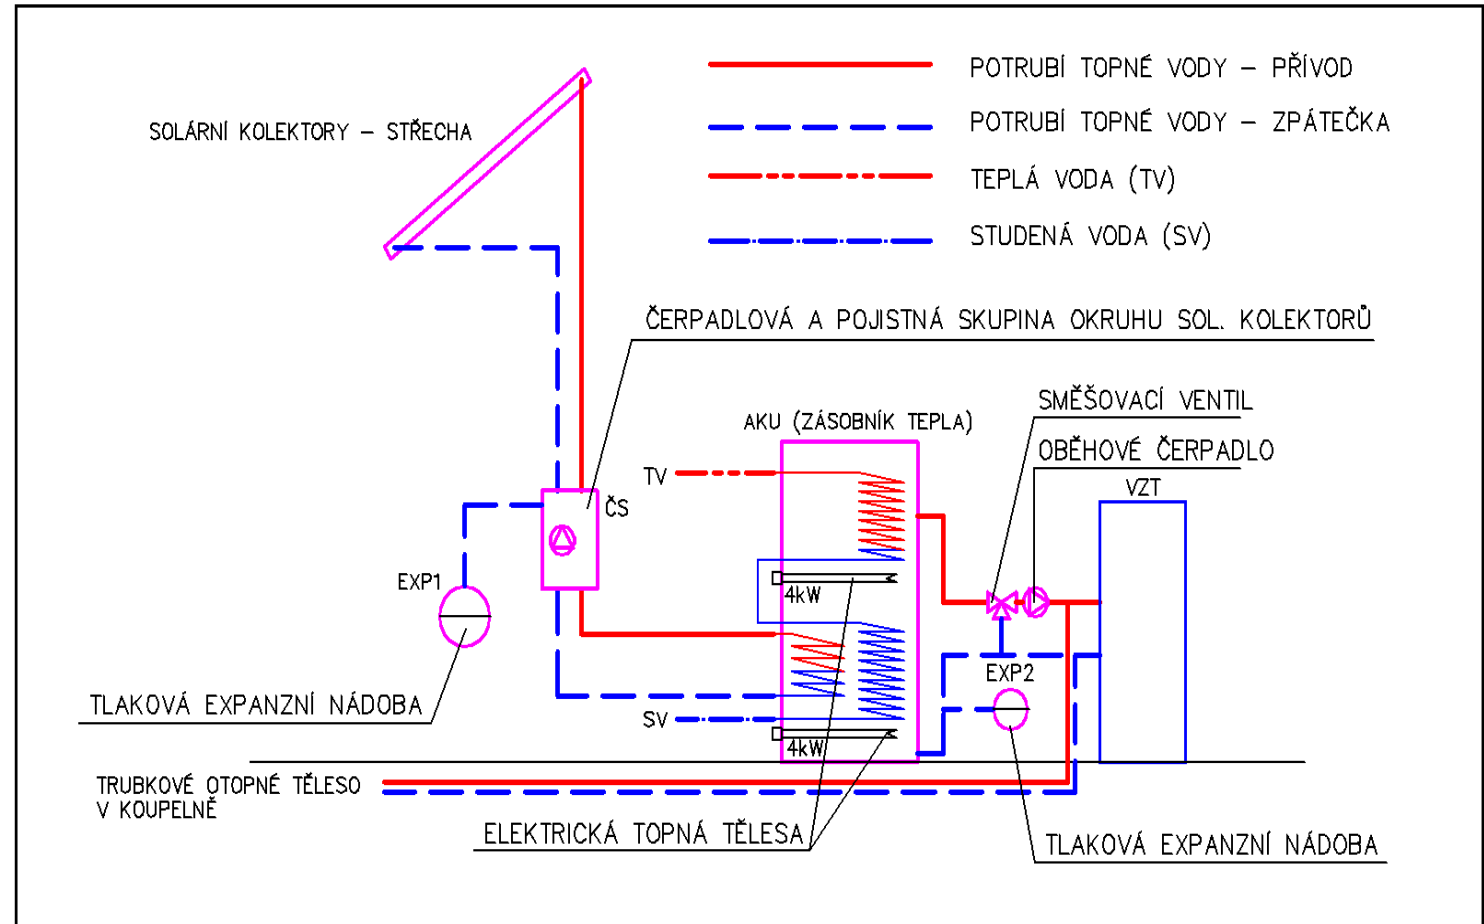 POTRUBÍ TOPNÉ VODY – PŘÍVOD
SOLÁRNÍ KOLEKTORY – STŘECHA
POTRUBÍ TOPNÉ VODY – ZPÁTEČKA
TEPLÁ VODA (TV)
STUDENÁ VODA (SV)
ČERPADLOVÁ A POJISTNÁ SKUPINA OKRUHU SOL. KOLEKTORŮ
SMĚŠOVACÍ VENTIL
AKU (ZÁSOBNÍK TEPLA)
OBĚHOVÉ ČERPADLO
TV
VZT
ČS
EXP1
4kW
EXP2
TLAKOVÁ EXPANZNÍ NÁDOBA
SV
4kW
TRUBKOVÉ OTOPNÉ TĚLESO
V KOUPELNĚ
ELEKTRICKÁ TOPNÁ TĚLESA
TLAKOVÁ EXPANZNÍ NÁDOBA